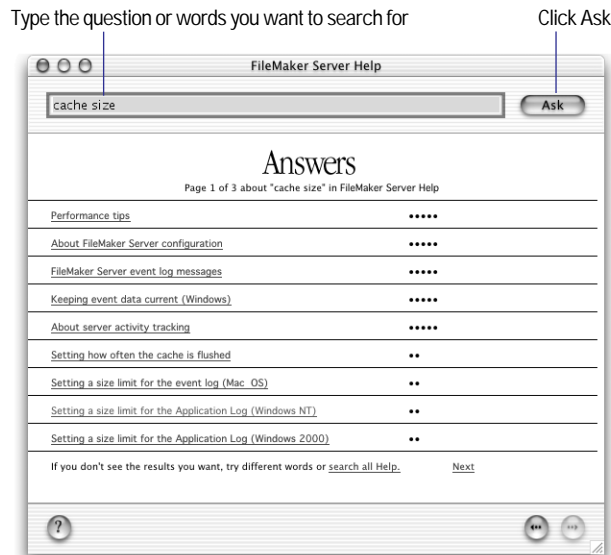 Type the question or words you want to search for Click Ask
FileMaker Server Help
cache size Ask
Answers
Page 1 of 3 about "cache size" in FileMaker Server Help
Performance tips •••••
About FileMaker Server configuration •••••
FileMaker Server event log messages •••••
Keeping event data current (Windows) •••••
About server activity tracking •••••
Setting how often the cache is flushed ••
Setting a size limit for the event log (Mac OS) ••
Setting a size limit for the Application Log (Windows NT) ••
Setting a size limit for the Application Log (Windows 2000) ••
If you don't see the results you want, try different words or search all Help. Next
?